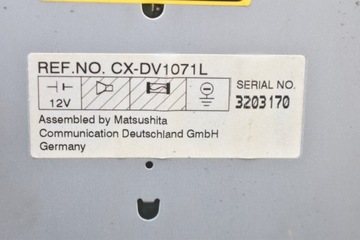 REF.NO. CX-DV1071L
12V
SERIAL NO.
3203170
Assembled by Matsushita
Communication Deutschland GmbH
Germany